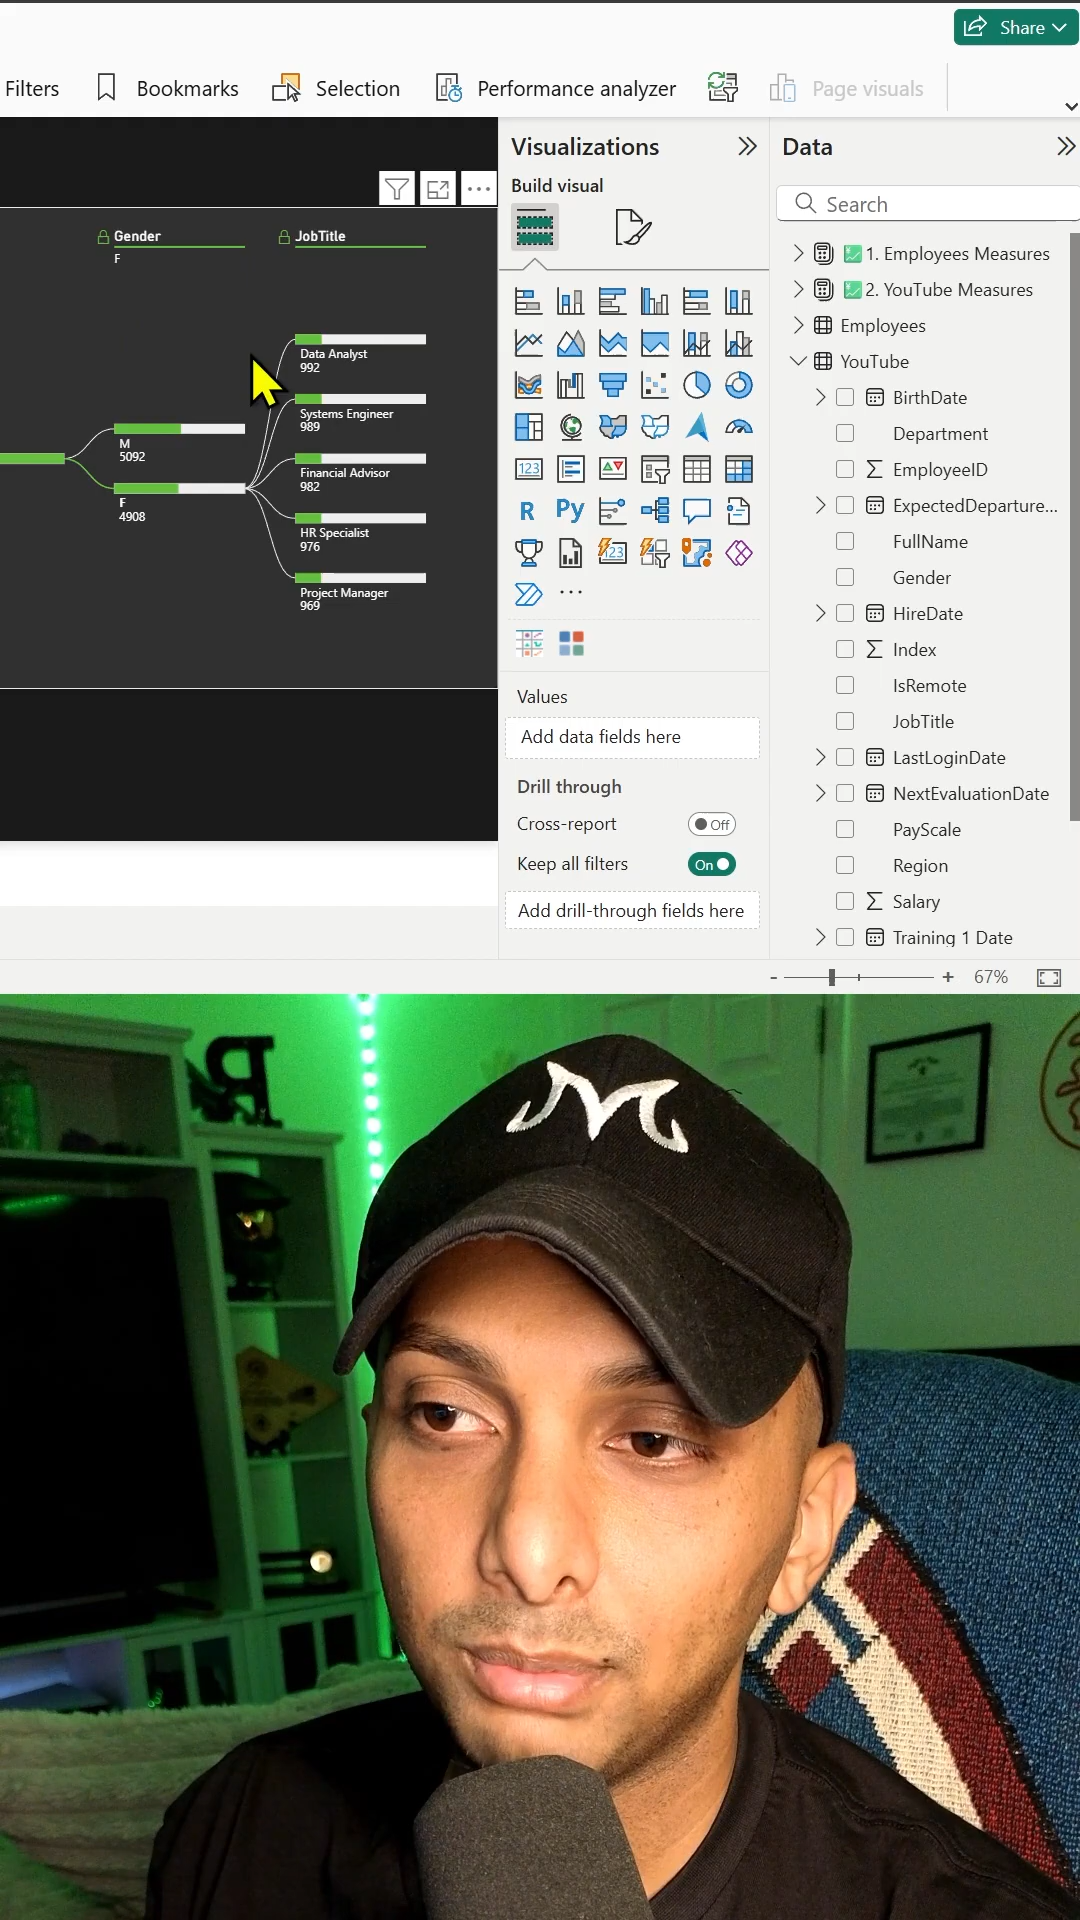 Share
Filters
Bookmarks
Selection
Performance analyzer
Page visuals
Gender
F
JobTitle
Data Analyst
992
Systems Engineer
989
M
5092
Financial Advisor
982
F
4908
HR Specialist
976
Project Manager
969
Visualizations
Build visual
123
R
Py
123
Values
Add data fields here
Drill through
Cross-report
Off
Keep all filters
On
Add drill-through fields here
Data
Search
1. Employees Measures
2. YouTube Measures
Employees
YouTube
BirthDate
Department
EmployeeID
ExpectedDeparture...
FullName
Gender
HireDate
Index
IsRemote
JobTitle
LastLoginDate
NextEvaluationDate
PayScale
Region
Salary
Training 1 Date
- + 67%
M